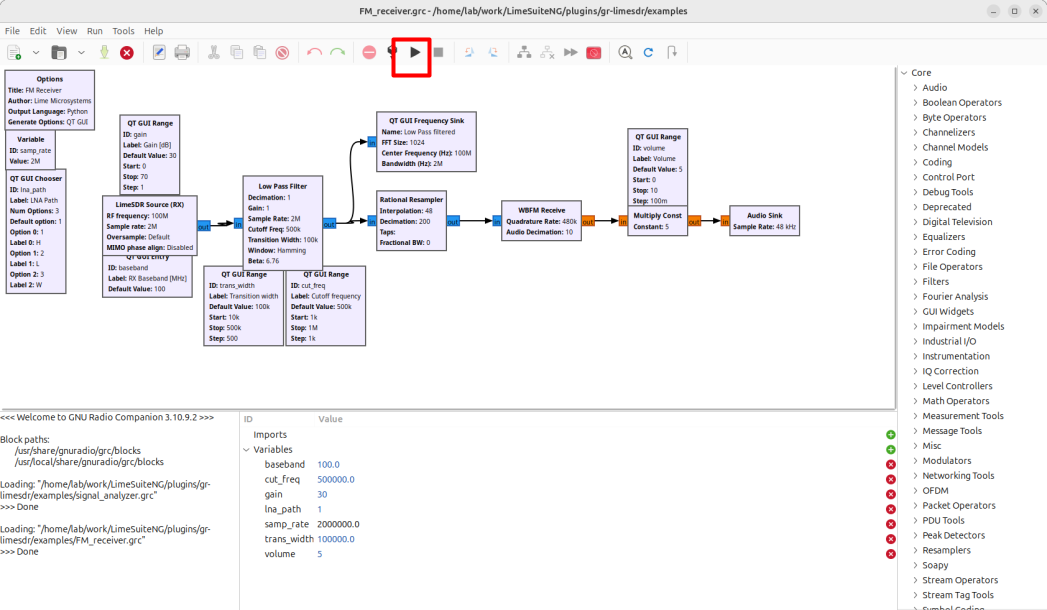 FM_receiver.grc - /home/lab/work/LimeSuiteNG/plugins/gr-limesdr/examples
File Edit View Run Tools Help
Options
Title: FM Receiver
Author: Lime Microsystems
Output Language: Python
Generate Options: QT GUI
Variable
ID: samp_rate
Value: 2M
QT GUI Chooser
ID: lna_path
Label: LNA Path
Num Options: 3
Default option: 1
Option 0: 1
Label 0: H
Option 1: 2
Label 1: L
Option 2: 3
Label 2: W
QT GUI Range
ID: gain
Label: Gain [dB]
Default Value: 30
Start: 0
Stop: 70
Step: 1
LimeSDR Source (RX)
RF frequency: 100M
Sample rate: 2M
Oversample: Default
MIMO phase align: Disabled
out
QT GUI Entry
ID: baseband
Label: RX Baseband [MHz]
Default Value: 100
in
Low Pass Filter
Decimation: 1
Gain: 1
Sample Rate: 2M
Cutoff Freq: 500k
Transition Width: 100k
Window: Hamming
Beta: 6.76
out
QT GUI Range
ID: trans_width
Label: Transition width
Default Value: 100k
Start: 10k
Stop: 500k
Step: 500
QT GUI Range
ID: cut_freq
Label: Cutoff frequency
Default Value: 500k
Start: 1k
Stop: 1M
Step: 1k
in
QT GUI Frequency Sink
Name: Low Pass filtered
FFT Size: 1024
Center Frequency (Hz): 100M
Bandwidth (Hz): 2M
in
Rational Resampler
Interpolation: 48
Decimation: 200
Taps:
Fractional BW: 0
out
in
WBFM Receive
Quadrature Rate: 480k
Audio Decimation: 10
out
QT GUI Range
ID: volume
Label: Volume
Default Value: 5
Start: 0
Stop: 10
Step: 100m
in
Multiply Const
Constant: 5
out
in
Audio Sink
Sample Rate: 48 kHz
<<< Welcome to GNU Radio Companion 3.10.9.2 >>>
Block paths:
/usr/share/gnuradio/grc/blocks
/usr/local/share/gnuradio/grc/blocks
Loading: "/home/lab/work/LimeSuiteNG/plugins/gr-
limesdr/examples/signal_analyzer.grc"
>>> Done
Loading: "/home/lab/work/LimeSuiteNG/plugins/gr-
limesdr/examples/FM_receiver.grc"
>>> Done
ID Value
Imports
Variables
baseband 100.0
cut_freq 500000.0
gain 30
lna_path 1
samp_rate 2000000.0
trans_width 100000.0
volume 5
Core
Audio
Boolean Operators
Byte Operators
Channelizers
Channel Models
Coding
Control Port
Debug Tools
Deprecated
Digital Television
Equalizers
Error Coding
File Operators
Filters
Fourier Analysis
GUI Widgets
Impairment Models
Industrial I/O
Instrumentation
IQ Correction
Level Controllers
Math Operators
Measurement Tools
Message Tools
Misc
Modulators
Networking Tools
OFDM
Packet Operators
PDU Tools
Peak Detectors
Resamplers
Soapy
Stream Operators
Stream Tag Tools
Symbol Coding